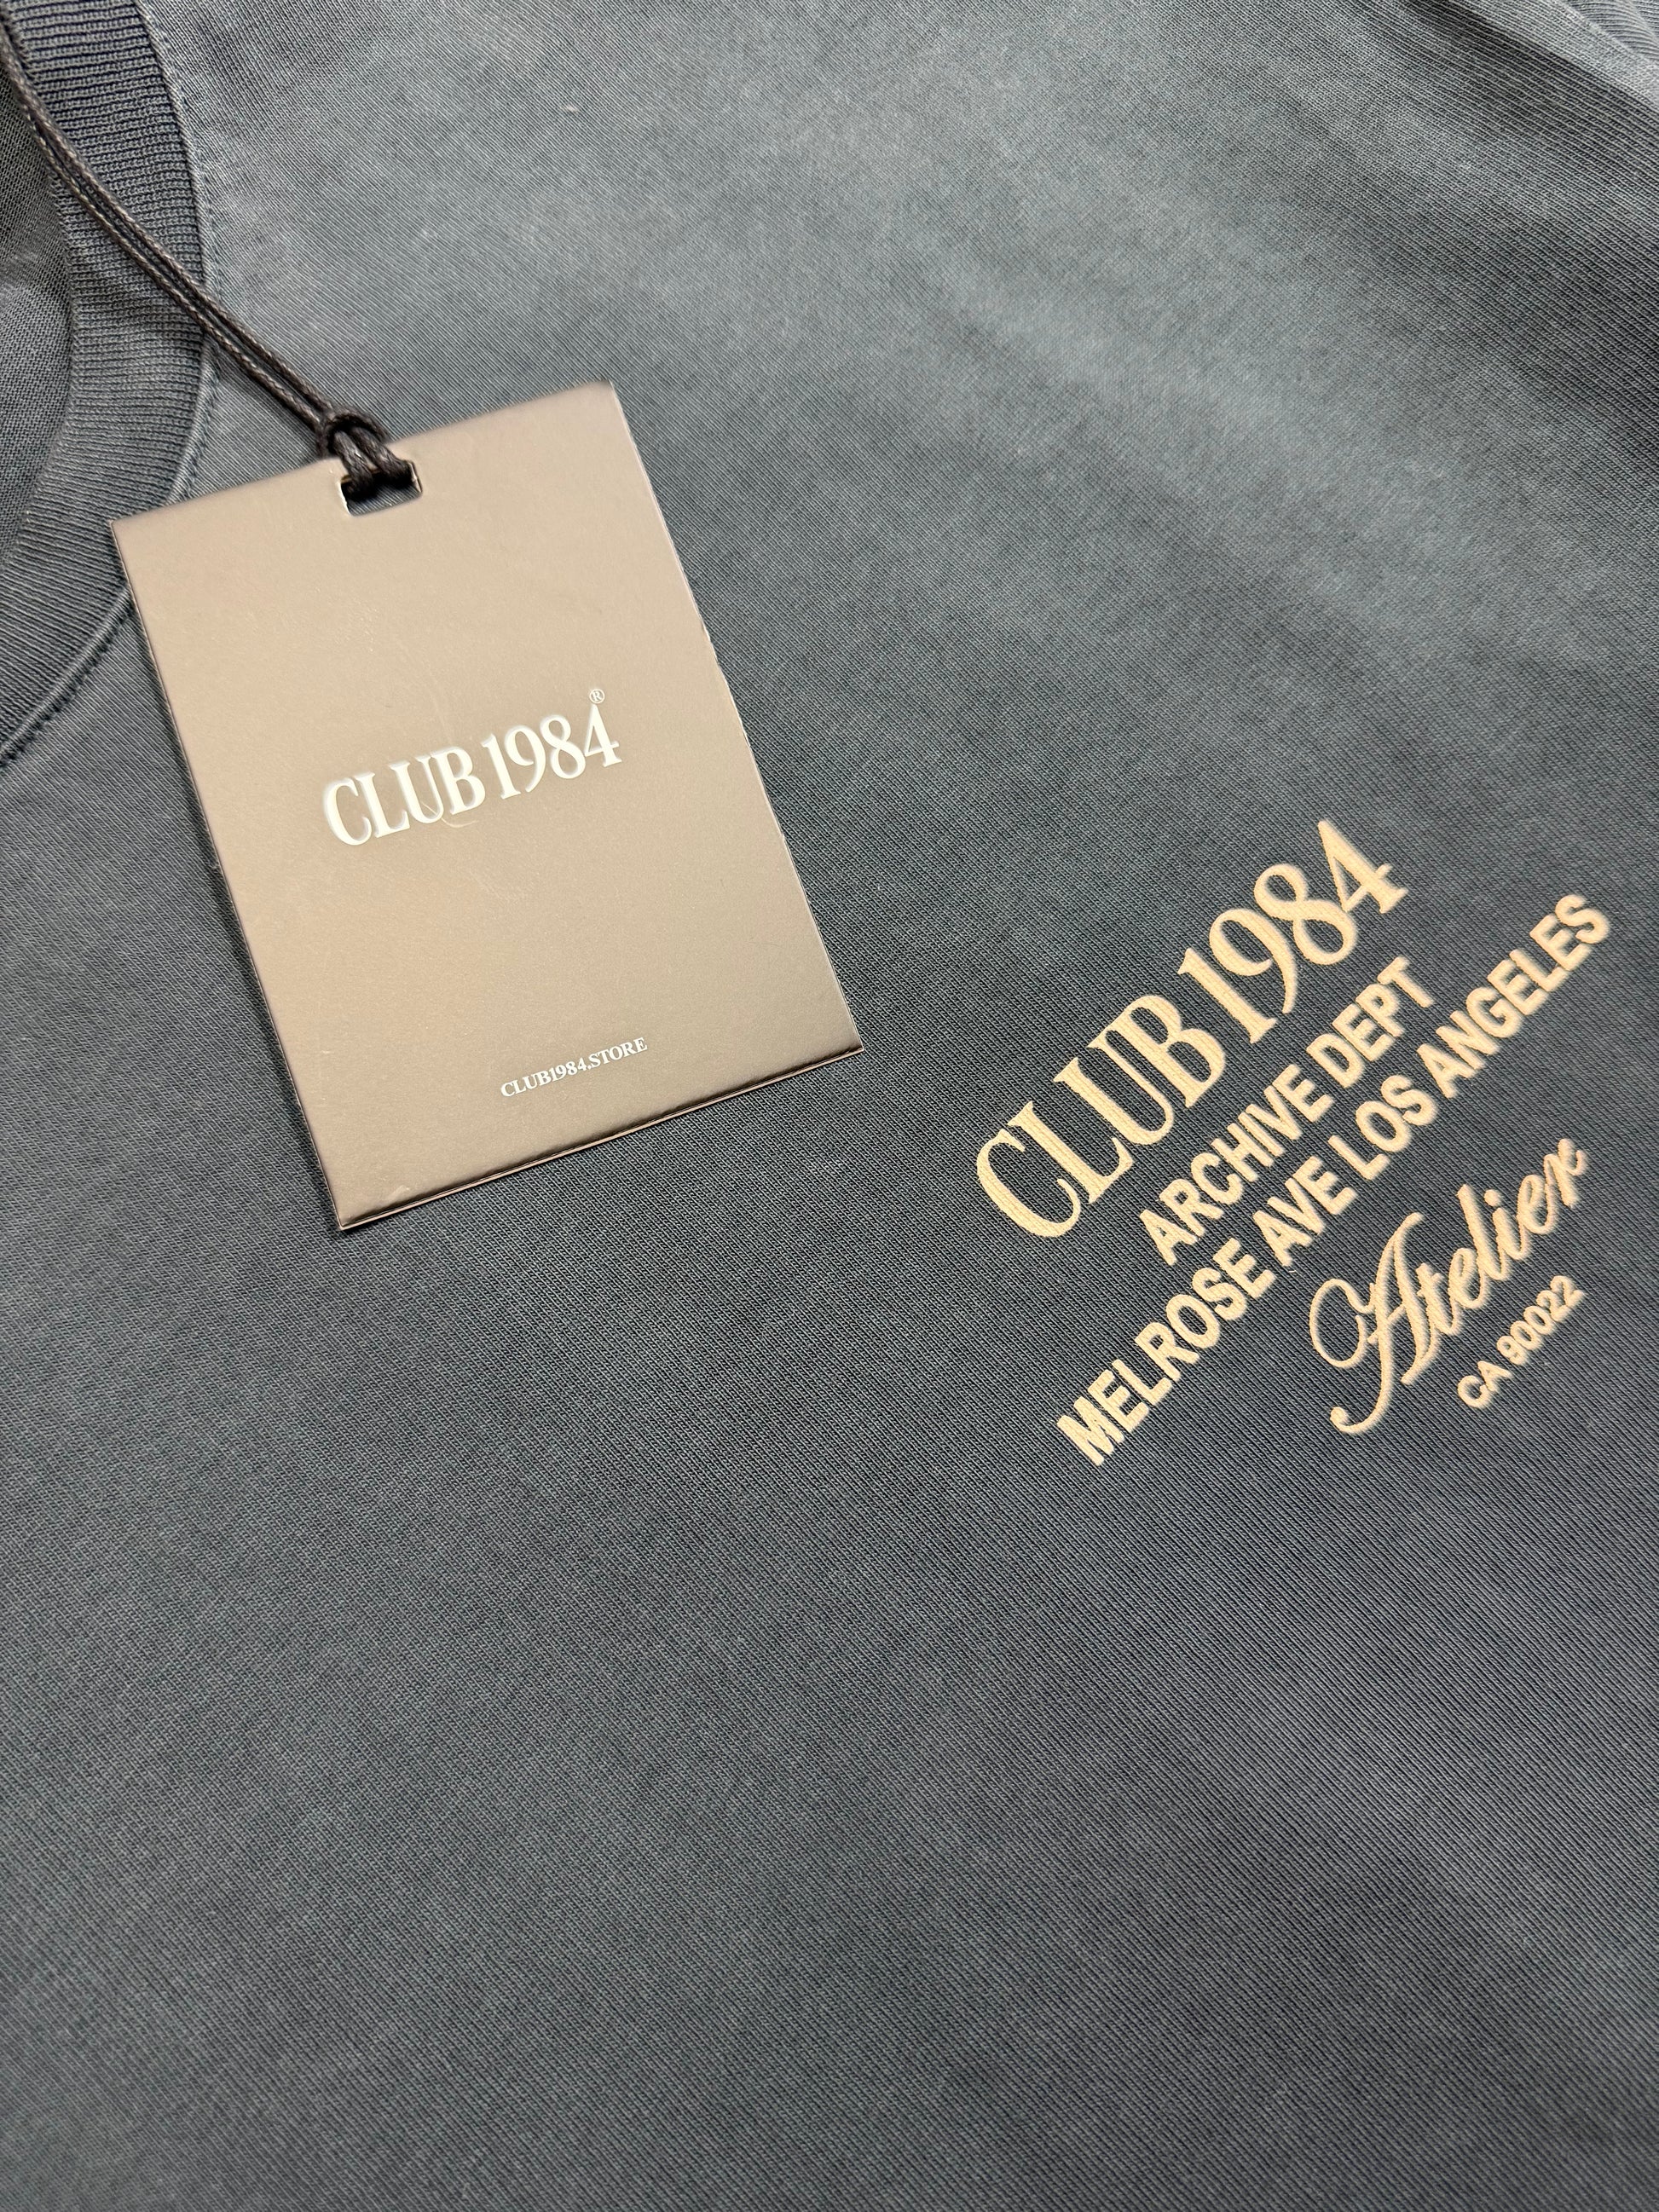 CLUB 1984®
CLUB1984.STORE
CLUB 1984
ARCHIVE DEPT
MELROSE AVE LOS ANGELES
Atelier
CA 90022